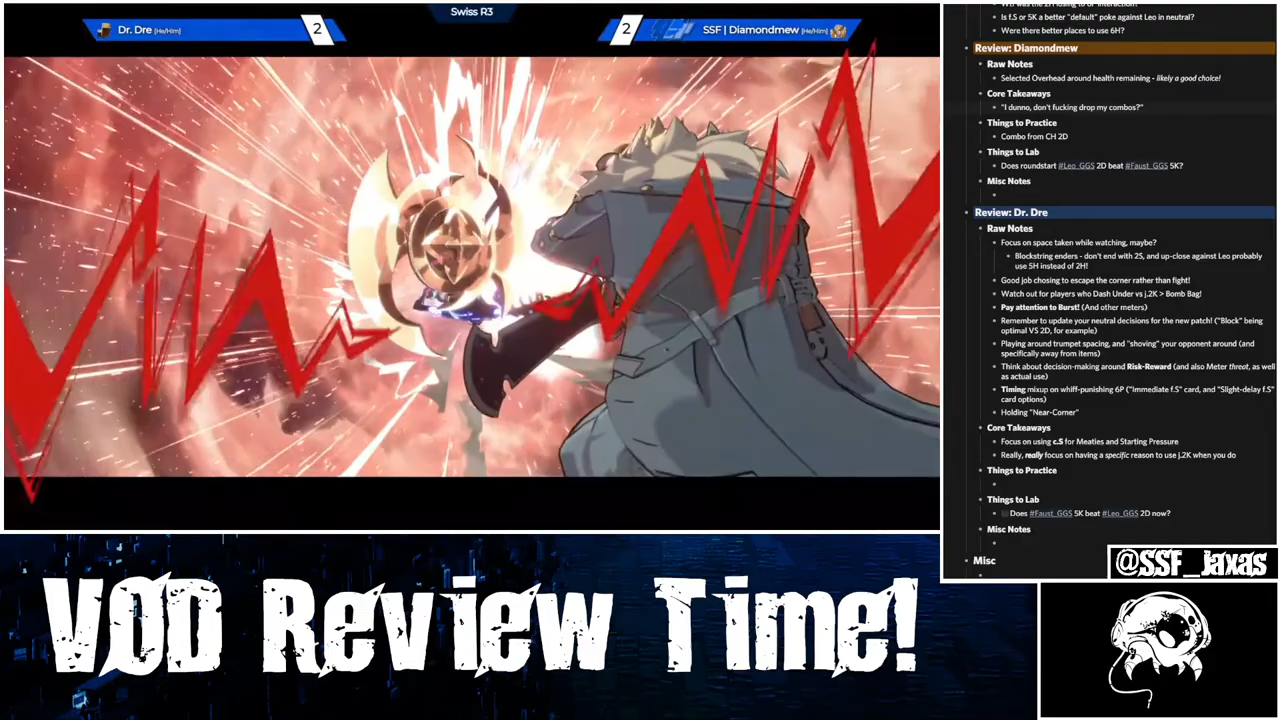 Swiss R3
Dr. Dre [He/Him]
2
2
SSF | Diamondmew [He/Him]
Is f.S or 5K a better "default" poke against Leo in neutral?
Were there better places to use 6H?
Review: Diamondmew
Raw Notes
Selected Overhead around health remaining - likely a good choice!
Core Takeaways
"I dunno, don't fucking drop my combos?"
Things to Practice
Combo from CH 2D
Things to Lab
Does roundstart #Leo_GGS 2D beat #Faust_GGS 5K?
Misc Notes
Review: Dr. Dre
Raw Notes
Focus on space taken while watching, maybe?
Blockstring enders - don't end with 2S, and up-close against Leo probably
use 5H instead of 2H!
Good job chosing to escape the corner rather than fight!
Watch out for players who Dash Under vs j.2K > Bomb Bag!
Pay attention to Burst! (And other meters)
Remember to update your neutral decisions for the new patch! ("Block" being
optimal VS 2D, for example)
Playing around trumpet spacing, and "shoving" your opponent around (and
specifically away from items)
Think about decision-making around Risk-Reward (and also Meter threat, as well
as actual use)
Timing mixup on whiff-punishing 6P ("Immediate f.S" card, and "Slight-delay f.S"
card options)
Holding "Near-Corner"
Core Takeaways
Focus on using c.S for Meaties and Starting Pressure
Really, really focus on having a specific reason to use j.2K when you do
Things to Practice
Things to Lab
Does #Faust_GGS 5K beat #Leo_GGS 2D now?
Misc Notes
Misc
@SSF_Jaxas
VOD Review Time!